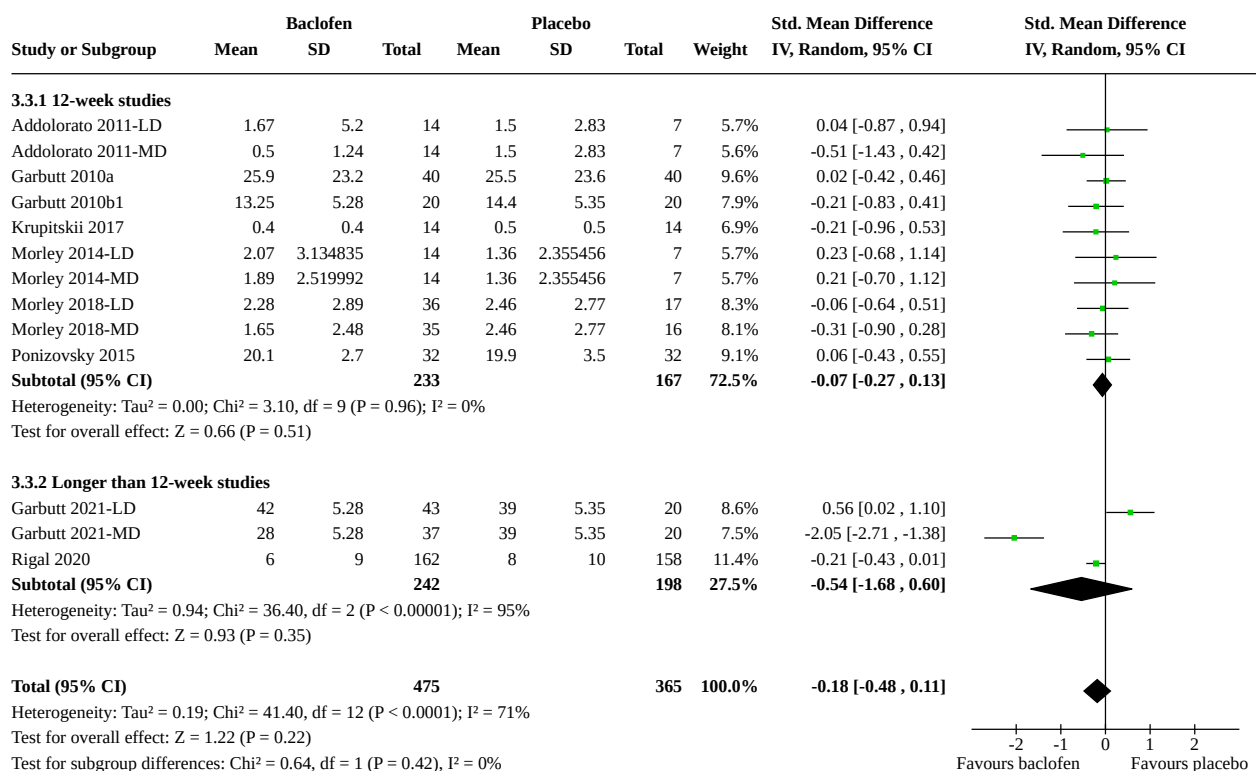 Baclofen Placebo Std. Mean Difference Std. Mean Difference
Study or Subgroup Mean SD Total Mean SD Total Weight IV, Random, 95% CI IV, Random, 95% CI
3.3.1 12-week studies
Addolorato 2011-LD 1.67 5.2 14 1.5 2.83 7 5.7% 0.04 [-0.87 , 0.94]
Addolorato 2011-MD 0.5 1.24 14 1.5 2.83 7 5.6% -0.51 [-1.43 , 0.42]
Garbutt 2010a 25.9 23.2 40 25.5 23.6 40 9.6% 0.02 [-0.42 , 0.46]
Garbutt 2010b1 13.25 5.28 20 14.4 5.35 20 7.9% -0.21 [-0.83 , 0.41]
Krupitskii 2017 0.4 0.4 14 0.5 0.5 14 6.9% -0.21 [-0.96 , 0.53]
Morley 2014-LD 2.07 3.134835 14 1.36 2.355456 7 5.7% 0.23 [-0.68 , 1.14]
Morley 2014-MD 1.89 2.519992 14 1.36 2.355456 7 5.7% 0.21 [-0.70 , 1.12]
Morley 2018-LD 2.28 2.89 36 2.46 2.77 17 8.3% -0.06 [-0.64 , 0.51]
Morley 2018-MD 1.65 2.48 35 2.46 2.77 16 8.1% -0.31 [-0.90 , 0.28]
Ponizovsky 2015 20.1 2.7 32 19.9 3.5 32 9.1% 0.06 [-0.43 , 0.55]
Subtotal (95% CI) 233 167 72.5% -0.07 [-0.27 , 0.13]
Heterogeneity: Tau² = 0.00; Chi² = 3.10, df = 9 (P = 0.96); I² = 0%
Test for overall effect: Z = 0.66 (P = 0.51)
3.3.2 Longer than 12-week studies
Garbutt 2021-LD 42 5.28 43 39 5.35 20 8.6% 0.56 [0.02 , 1.10]
Garbutt 2021-MD 28 5.28 37 39 5.35 20 7.5% -2.05 [-2.71 , -1.38]
Rigal 2020 6 9 162 8 10 158 11.4% -0.21 [-0.43 , 0.01]
Subtotal (95% CI) 242 198 27.5% -0.54 [-1.68 , 0.60]
Heterogeneity: Tau² = 0.94; Chi² = 36.40, df = 2 (P < 0.00001); I² = 95%
Test for overall effect: Z = 0.93 (P = 0.35)
Total (95% CI) 475 365 100.0% -0.18 [-0.48 , 0.11]
Heterogeneity: Tau² = 0.19; Chi² = 41.40, df = 12 (P < 0.0001); I² = 71%
Test for overall effect: Z = 1.22 (P = 0.22)
-2 -1 0 1 2
Test for subgroup differences: Chi² = 0.64, df = 1 (P = 0.42), I² = 0%
Favours baclofen Favours placebo